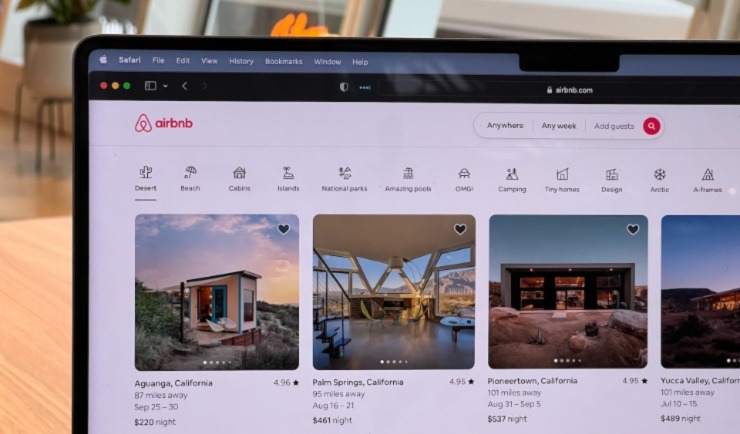 Safari File Edit View History Bookmarks Window Help
airbnb.com
airbnb
Anywhere Any week Add guests
Desert Beach Cabins Islands National parks Amazing pools OMG! Camping Tiny homes Design Arctic A-frames
Aguanga, California 4.96 ★
87 miles away
Sep 25 – 30
$220 night
Palm Springs, California 4.95 ★
95 miles away
Aug 16 – 21
$461 night
Pioneertown, California 4.95 ★
101 miles away
Aug 31 – Sep 5
$537 night
Yucca Valley, Califor
101 miles away
Jul 10 – 15
$489 night